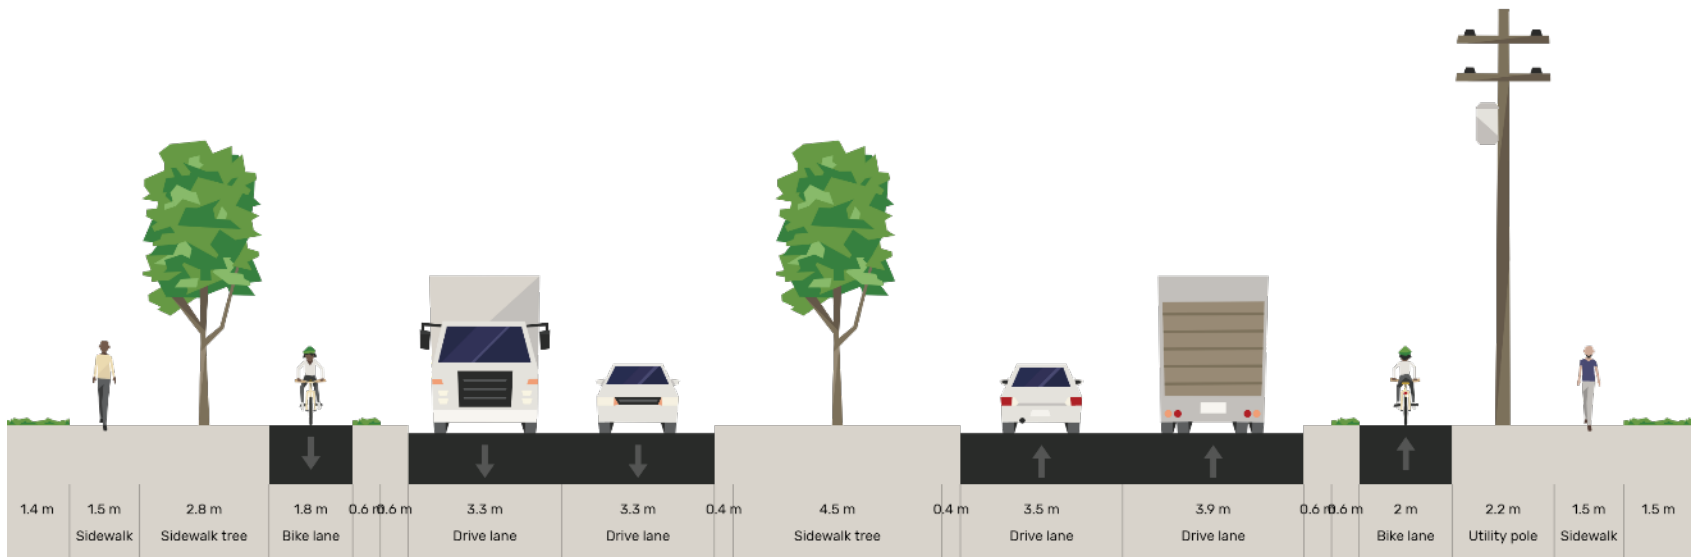 1.4 m 1.5 m 2.8 m 1.8 m 0.6 m 0.6 m 3.3 m 3.3 m 0.4 m 4.5 m 0.4 m 3.5 m 3.9 m 0.6 m 0.6 m 2 m 2.2 m 1.5 m 1.5 m
Sidewalk Sidewalk tree Bike lane Drive lane Drive lane Sidewalk tree Drive lane Drive lane Bike lane Utility pole Sidewalk